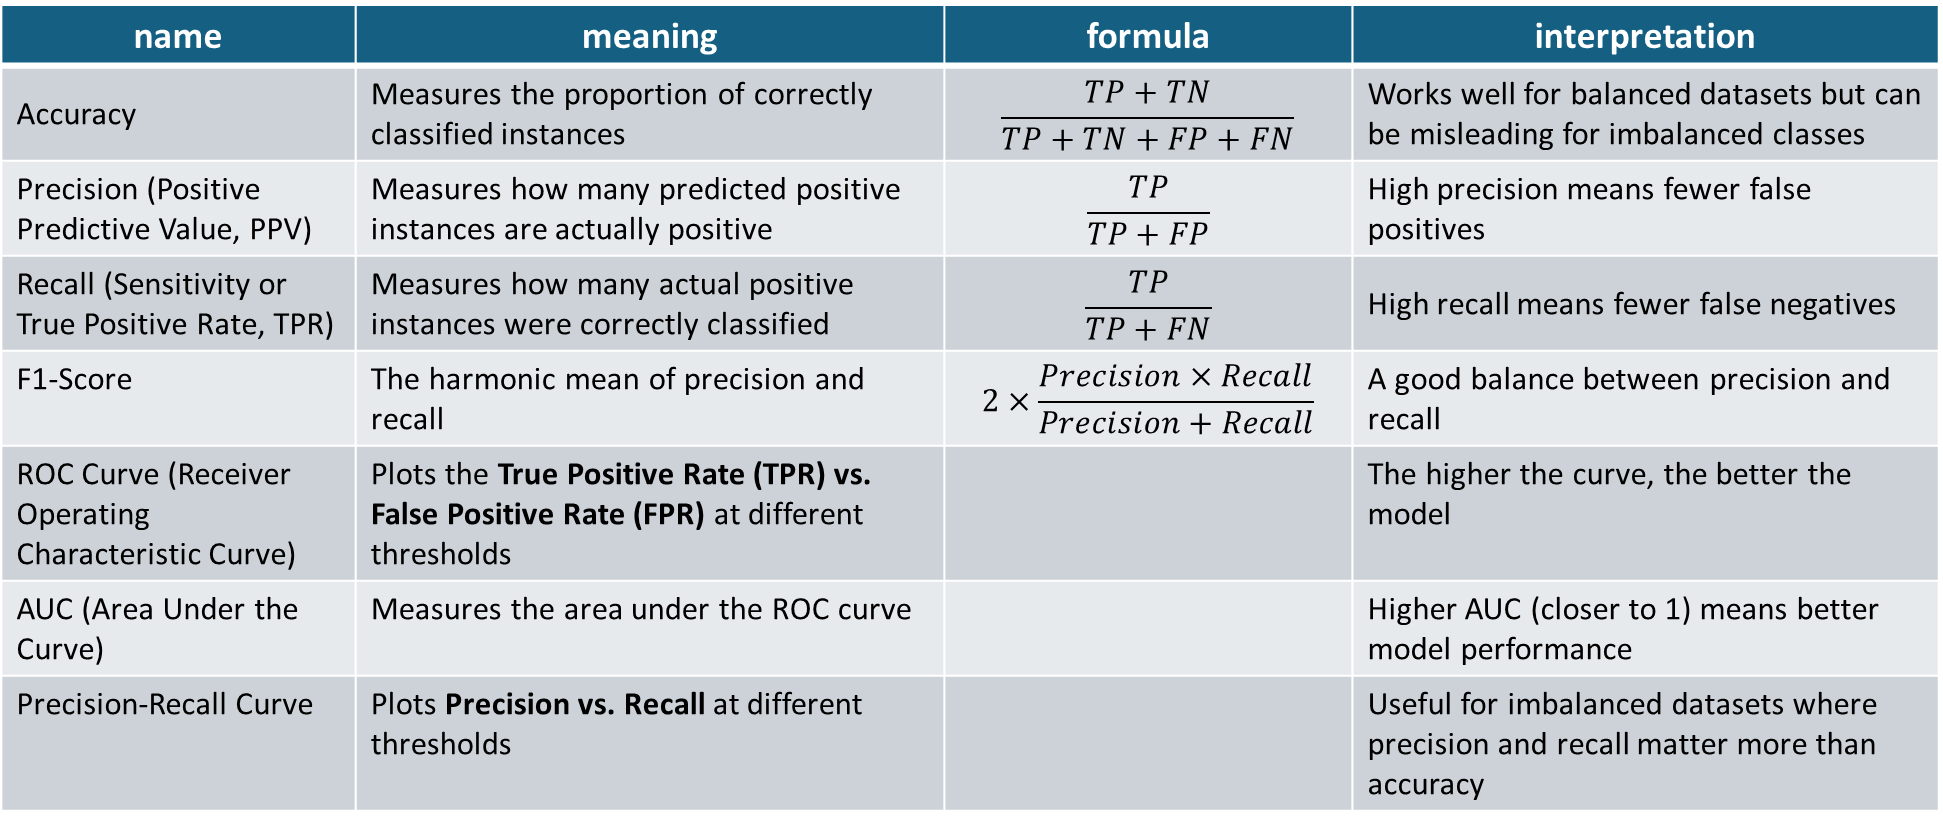 name meaning formula interpretation
Accuracy
Measures the proportion of correctly
classified instances
TP + TN
TP + TN + FP + FN
Works well for balanced datasets but can
be misleading for imbalanced classes
Precision (Positive
Predictive Value, PPV)
Measures how many predicted positive
instances are actually positive
TP
TP + FP
High precision means fewer false
positives
Recall (Sensitivity or
True Positive Rate, TPR)
Measures how many actual positive
instances were correctly classified
TP
TP + FN
High recall means fewer false negatives
F1-Score
The harmonic mean of precision and
recall
2 ×
Precision × Recall
Precision + Recall
A good balance between precision and
recall
ROC Curve (Receiver
Operating
Characteristic Curve)
Plots the True Positive Rate (TPR) vs.
False Positive Rate (FPR) at different
thresholds
The higher the curve, the better the
model
AUC (Area Under the
Curve)
Measures the area under the ROC curve
Higher AUC (closer to 1) means better
model performance
Precision-Recall Curve
Plots Precision vs. Recall at different
thresholds
Useful for imbalanced datasets where
precision and recall matter more than
accuracy